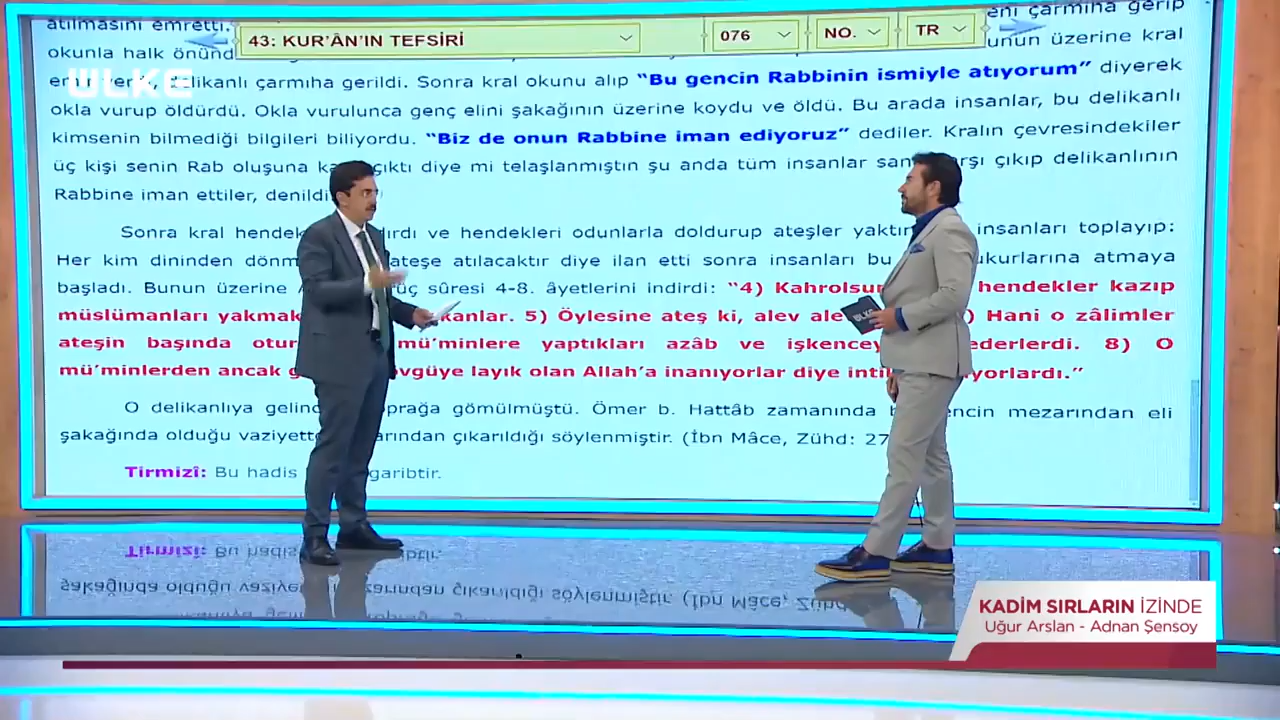 atılmasını emretti. eni çarmıha gerip
43: KUR'ÂN'IN TEFSİRİ 076 NO. TR
okunla halk önünd unun üzerine kral
ÜLKE
delikanlı çarmıha gerildi. Sonra kral okunu alıp “Bu gencin Rabbinin ismiyle atıyorum” diyerek
okla vurup öldürdü. Okla vurulunca genç elini şakağının üzerine koydu ve öldü. Bu arada insanlar, bu delikanlı
kimsenin bilmediği bilgileri biliyordu. “Biz de onun Rabbine iman ediyoruz” dediler. Kralın çevresindekiler
üç kişi senin Rab oluşuna ka çıktı diye mi telaşlanmıştın şu anda tüm insanlar san arşı çıkıp delikanlının
Rabbine iman ettiler, denildi
Sonra kral hendek dırdı ve hendekleri odunlarla doldurup ateşler yaktır insanları toplayıp:
Her kim dininden dönm ateşe atılacaktır diye ilan etti sonra insanları bu ukurlarına atmaya
başladı. Bunun üzerine A üç sûresi 4-8. âyetlerini indirdi: “4) Kahrolsun hendekler kazıp
müslümanları yakmak kanlar. 5) Öylesine ateş ki, alev ale ) Hani o zâlimler
ateşin başında otur mü'minlere yaptıkları azâb ve işkencey ederlerdi. 8) O
mü'minlerden ancak g övgüye layık olan Allah'a inanıyorlar diye inti yorlardı.”
O delikanlıya gelinc oprağa gömülmüştü. Ömer b. Hattâb zamanında b encin mezarından eli
şakağında olduğu vaziyette arından çıkarıldığı söylenmiştir. (İbn Mâce, Zühd: 27
Tirmizî: Bu hadis garibtir.
ÜLKE
KADİM SIRLARIN İZİNDE
Uğur Arslan - Adnan Şensoy